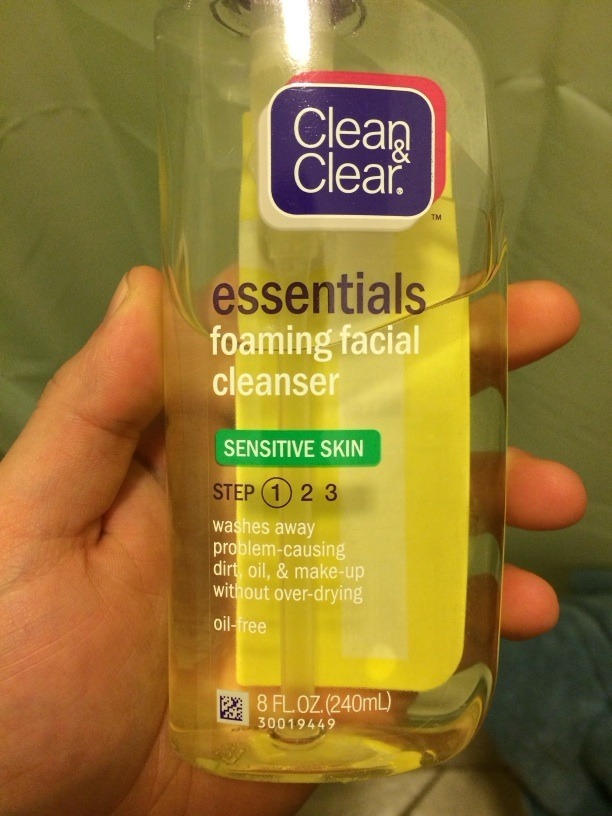 Clean
&
Clear®
™
essentials
foaming facial
cleanser
SENSITIVE SKIN
STEP 1 2 3
washes away
problem-causing
dirt, oil, & make-up
without over-drying
oil-free
8 FL.OZ.(240mL)
30019449